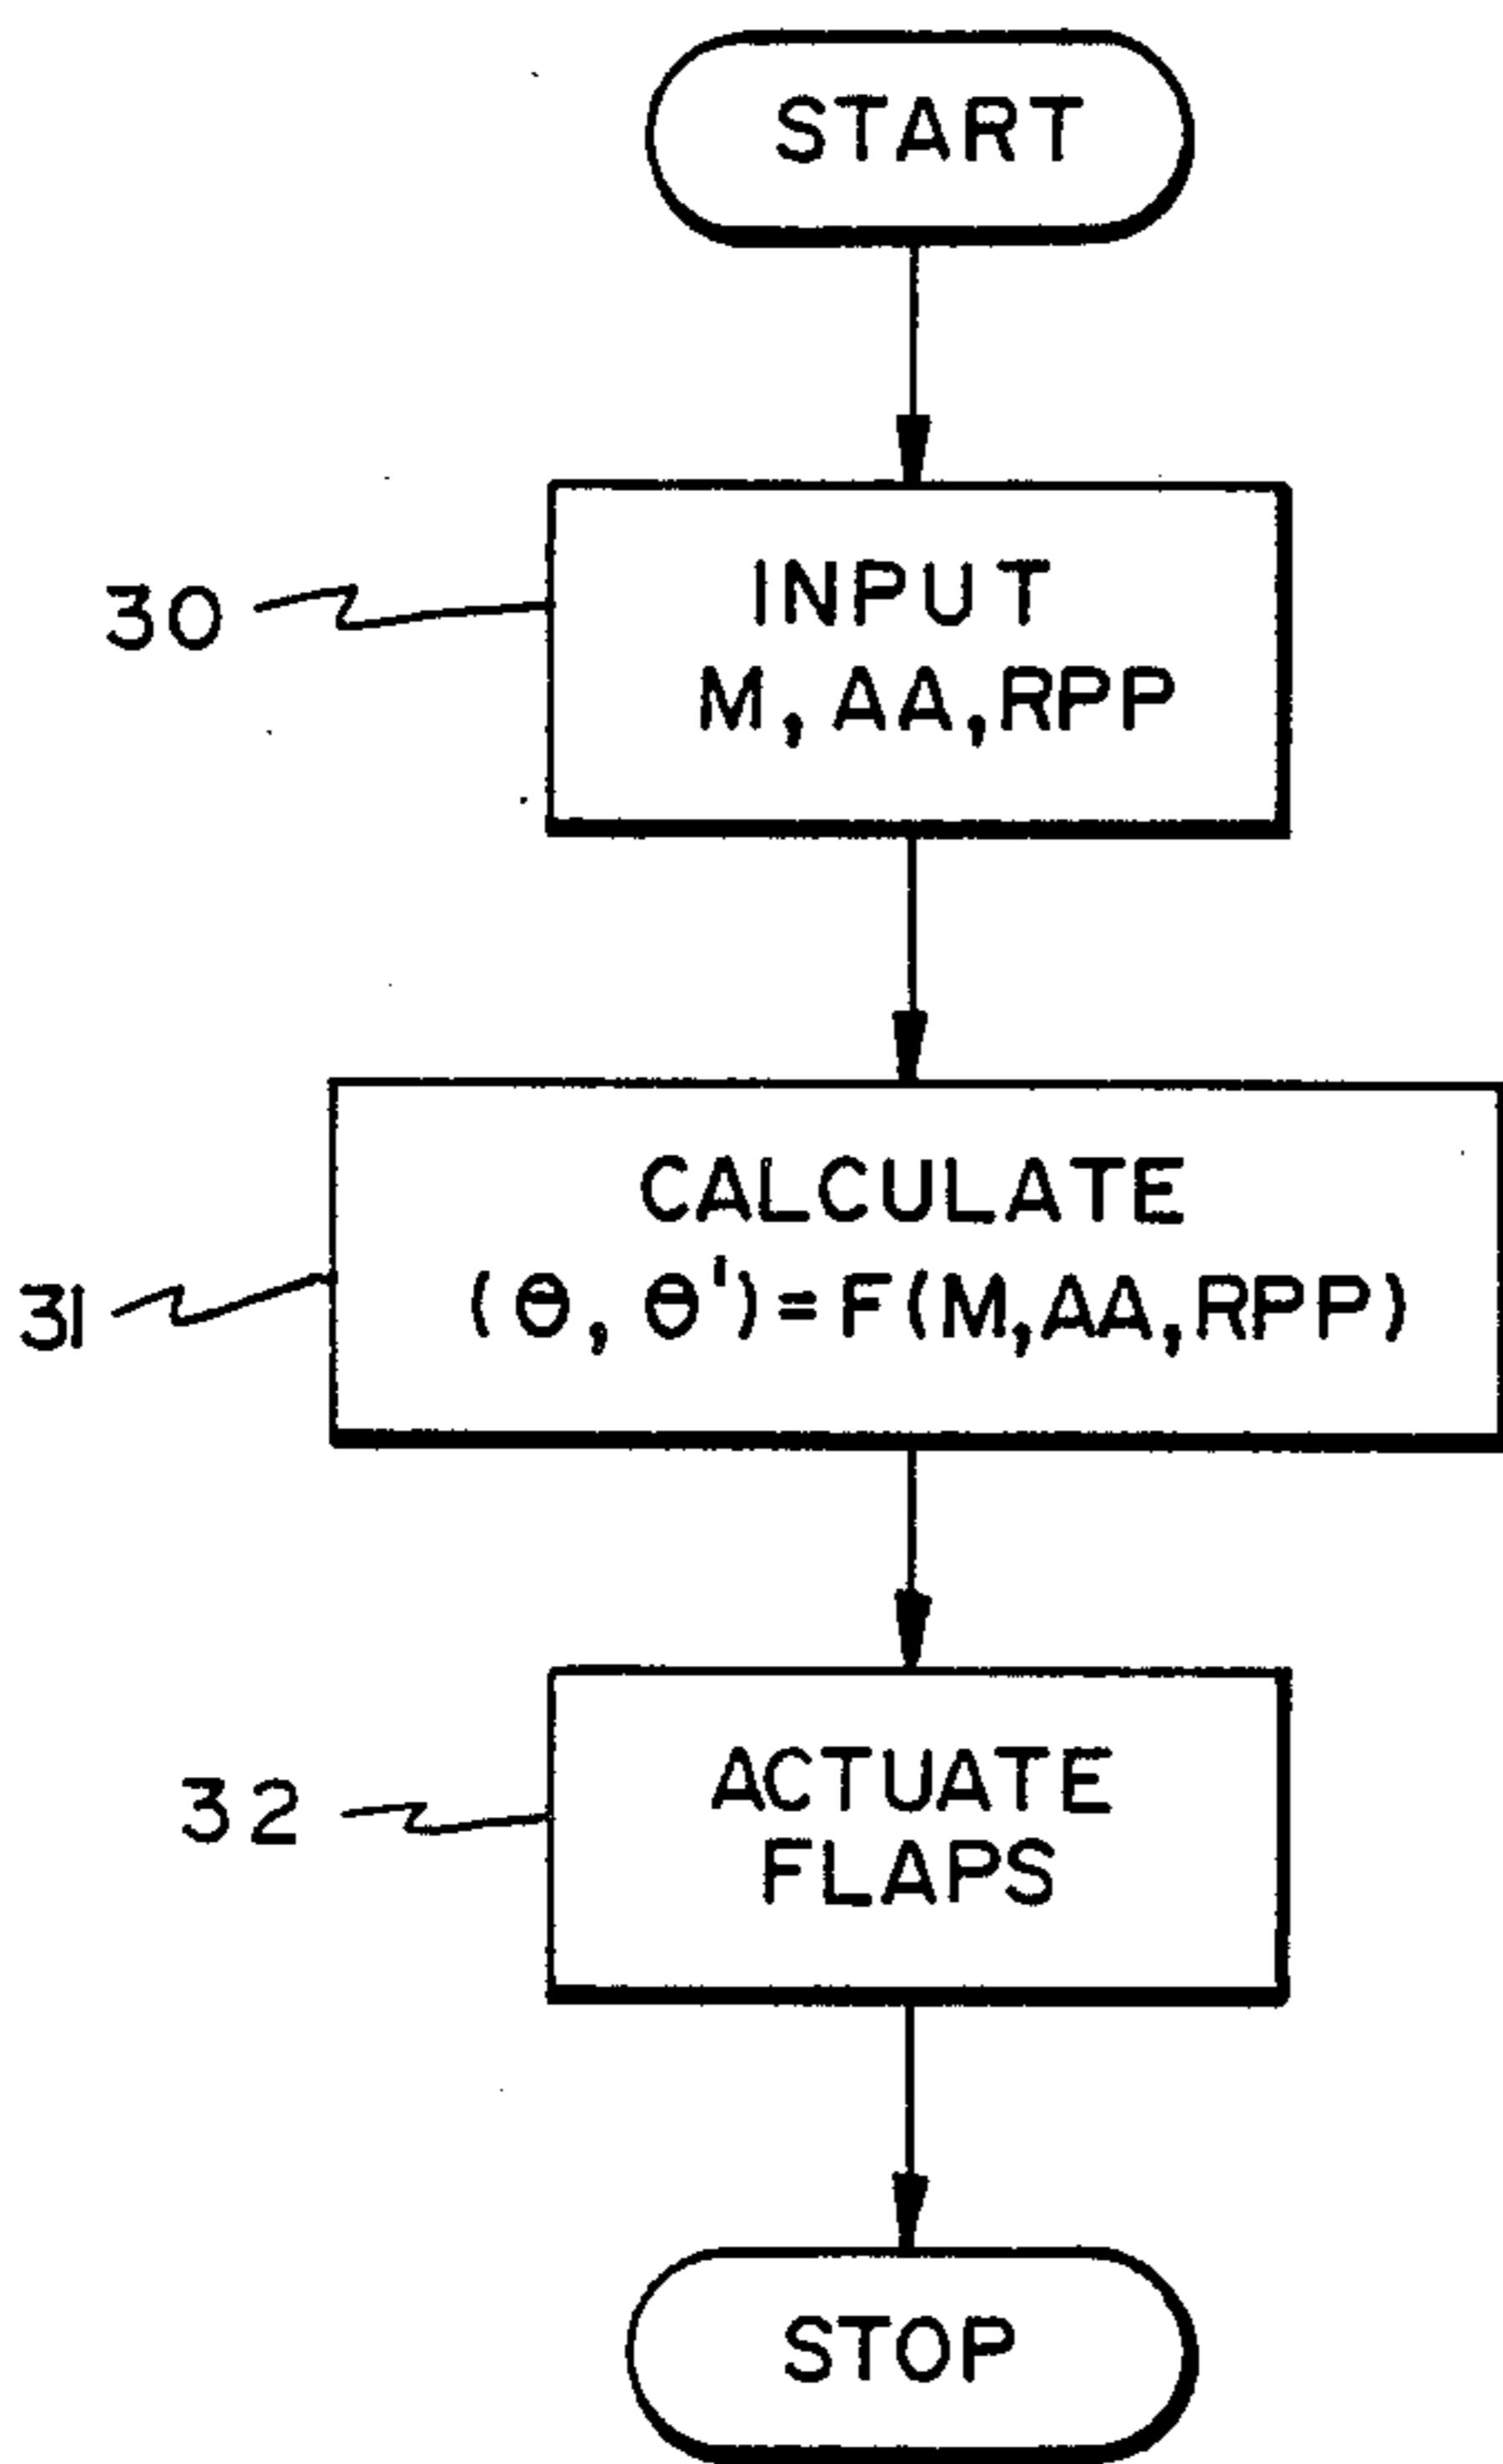 START
30
INPUT
M, AA, RPP
31
CALCULATE
(θ, θ')=F(M,AA,RPP)
32
ACTUATE
FLAPS
STOP